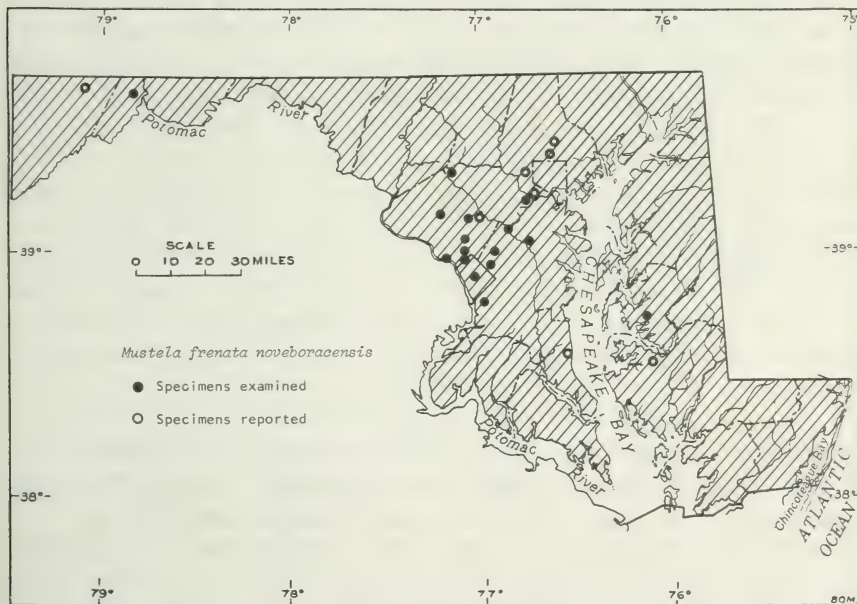 79° 78° 77° 76° 75°
Potomac River
39° 39°
SCALE
0 10 20 30 MILES
CHESAPEAKE BAY
Mustela frenata noveboracensis
● Specimens examined
○ Specimens reported
Potomac River
38° 38°
Chincoteague Bay
ATLANTIC OCEAN
79° 78° 77° 76°